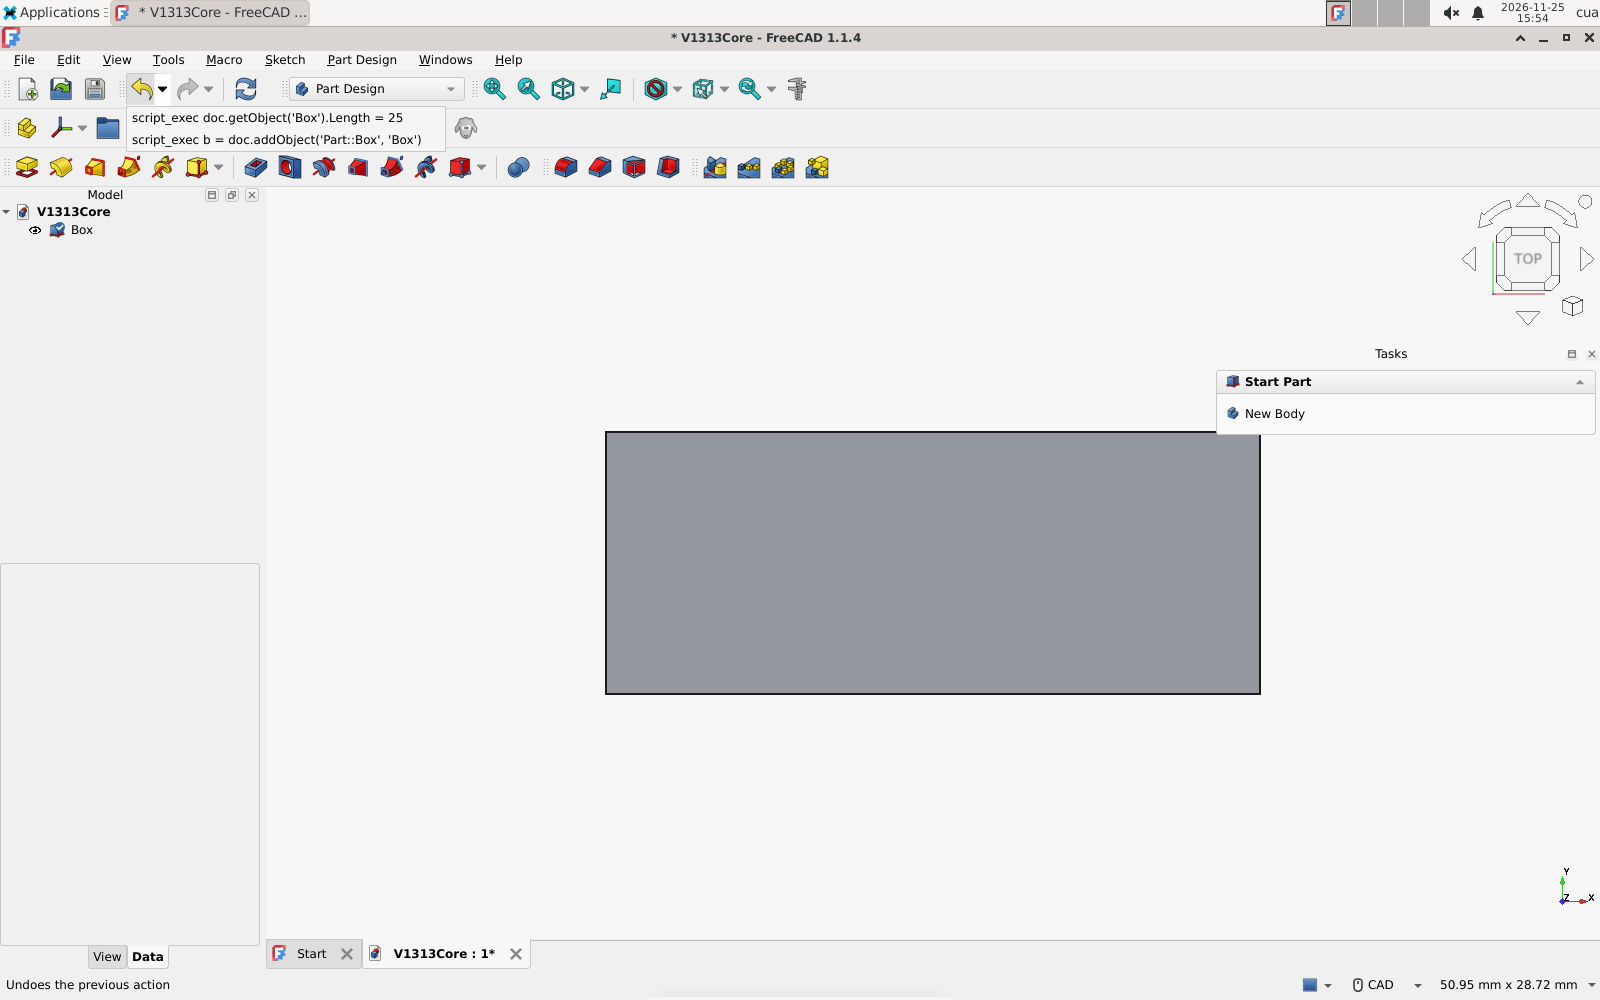 Applications
* V1313Core - FreeCAD ...
2026-11-25
15:54
cua
* V1313Core - FreeCAD 1.1.4
File Edit View Tools Macro Sketch Part Design Windows Help
Part Design
script_exec doc.getObject('Box').Length = 25
script_exec b = doc.addObject('Part::Box', 'Box')
Model
V1313Core
Box
TOP
Tasks
Start Part
New Body
Y
Z
X
View Data
Start
V1313Core : 1*
Undoes the previous action
CAD
50.95 mm x 28.72 mm